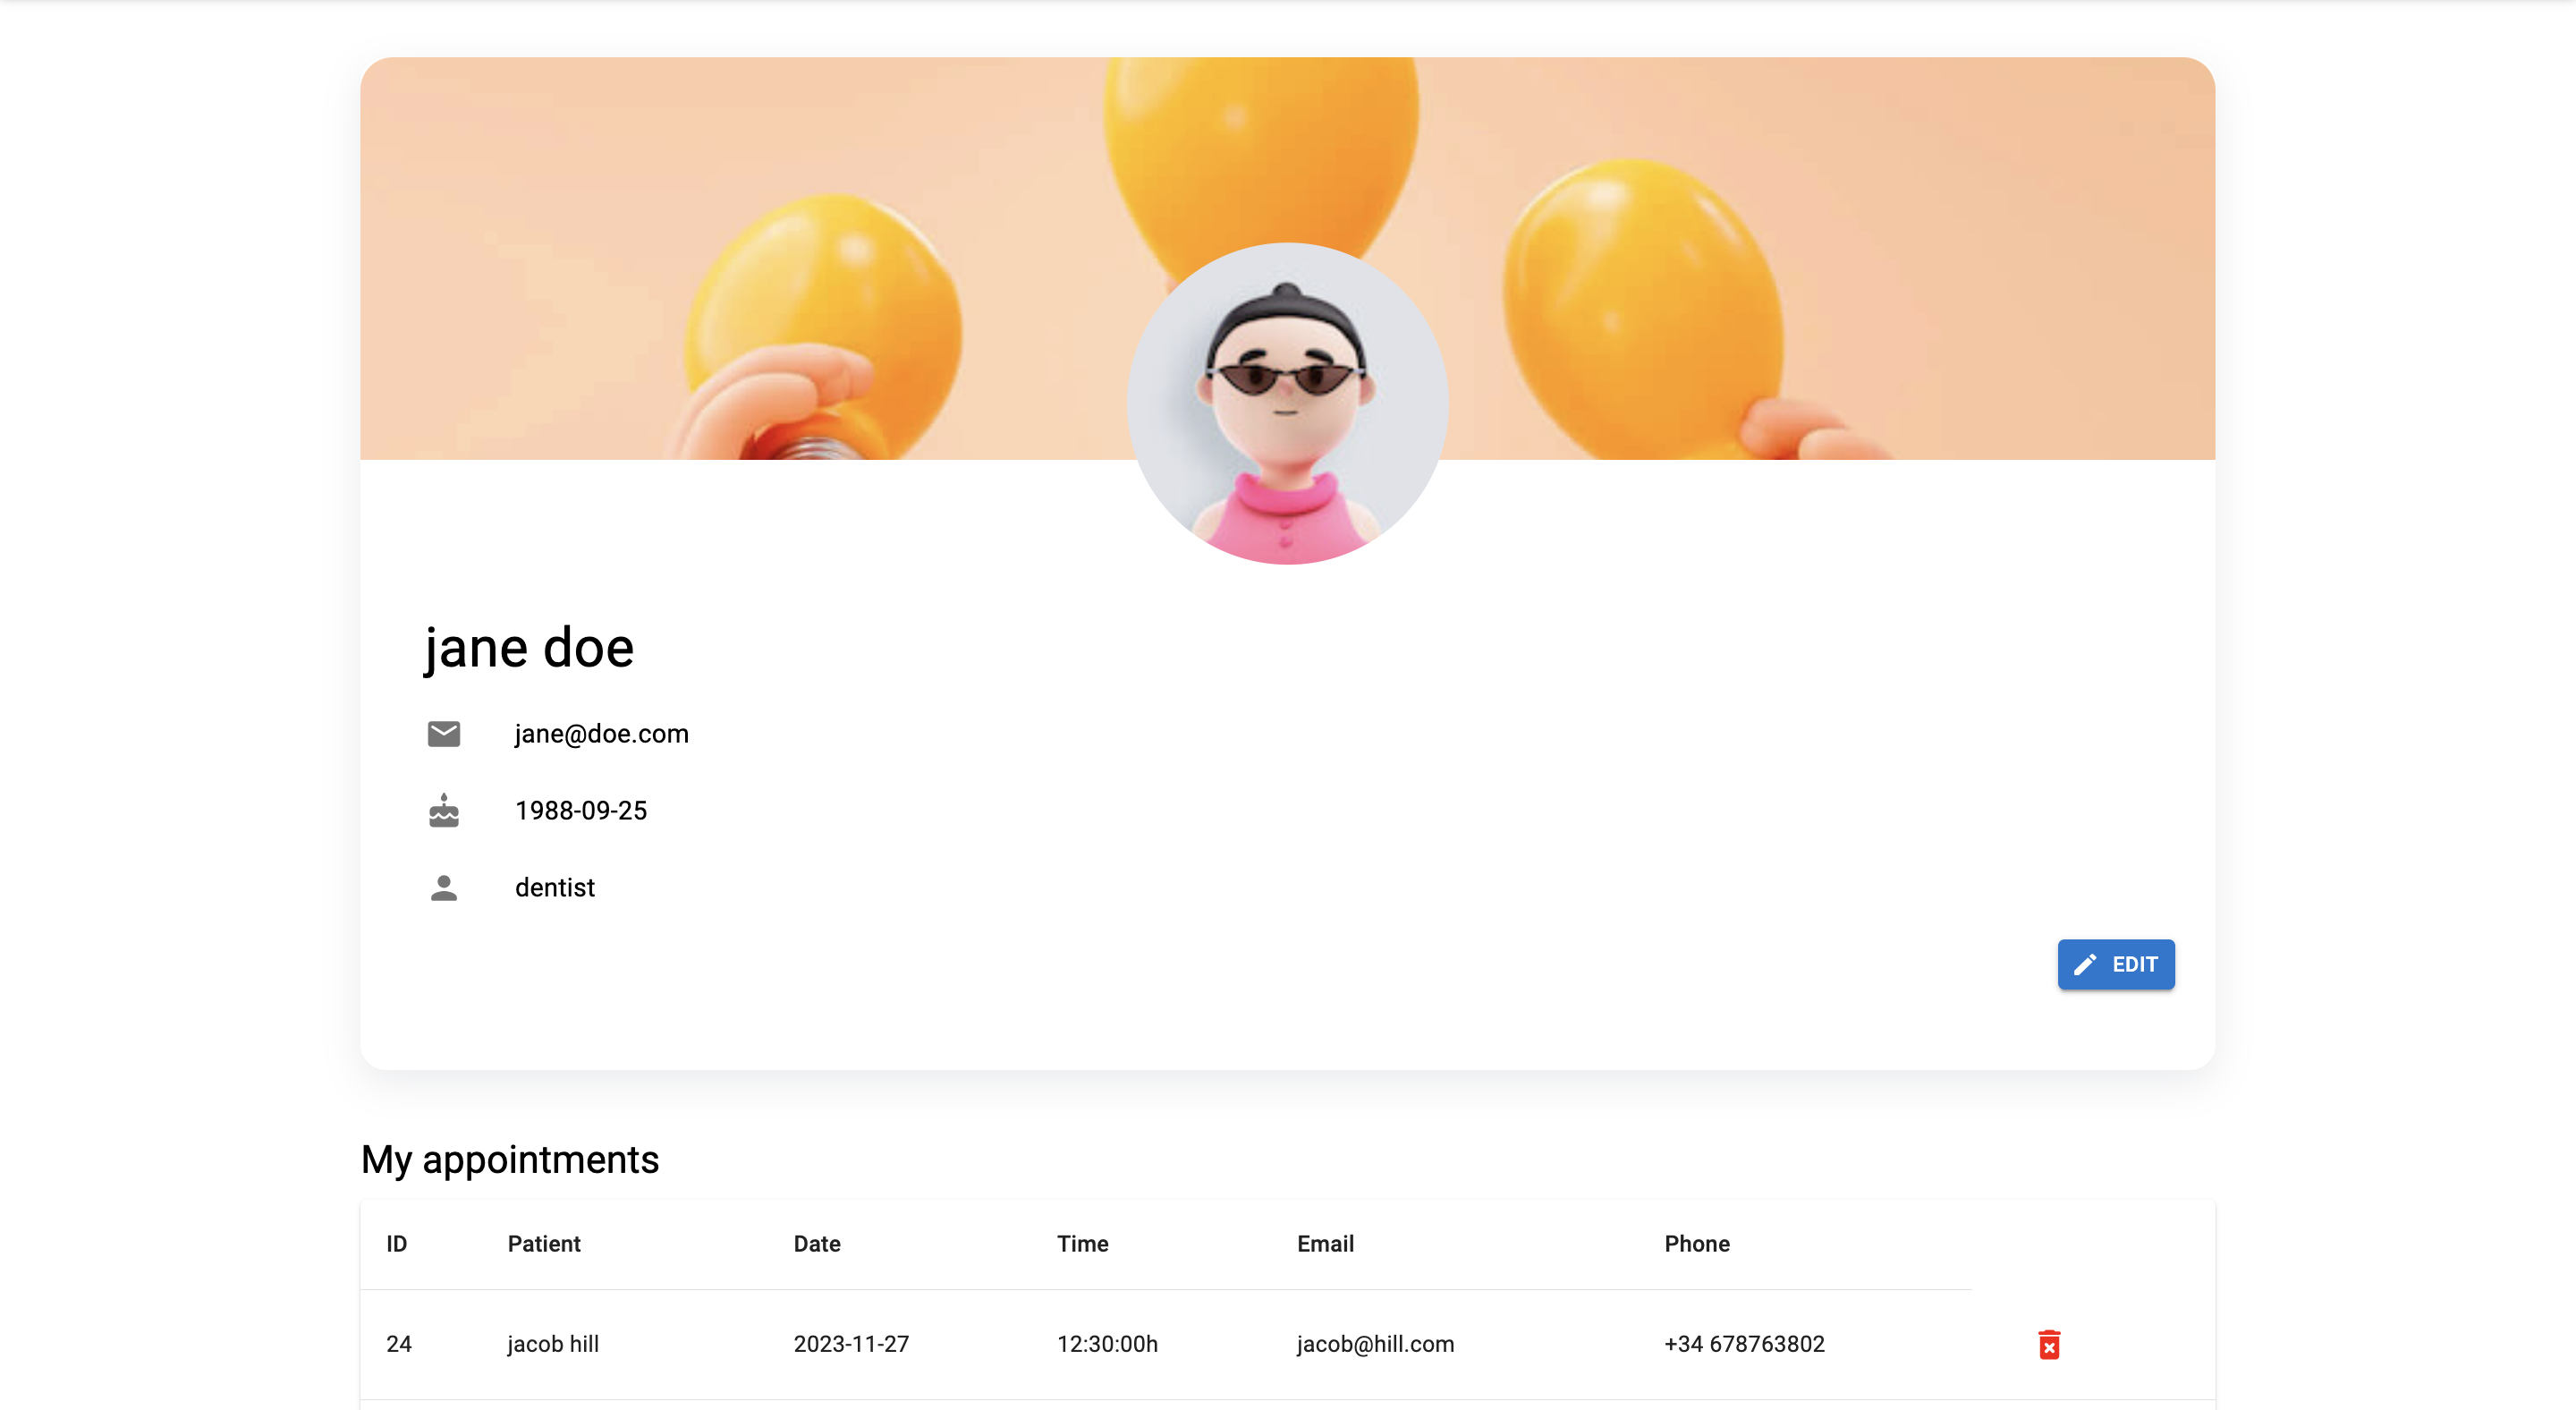 jane doe
jane@doe.com
1988-09-25
dentist
EDIT
My appointments
ID Patient Date Time Email Phone
24 jacob hill 2023-11-27 12:30:00h jacob@hill.com +34 678763802